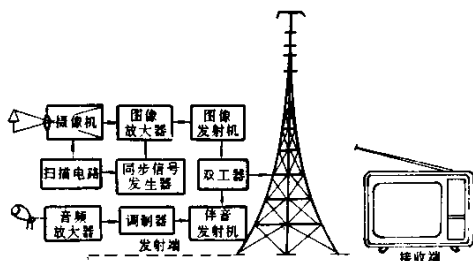 摄像机
图像
放大器
图像
发射机
扫描电路
同步信号
发生器
双工器
音频
放大器
调制器
伴音
发射机
发射端
接收端